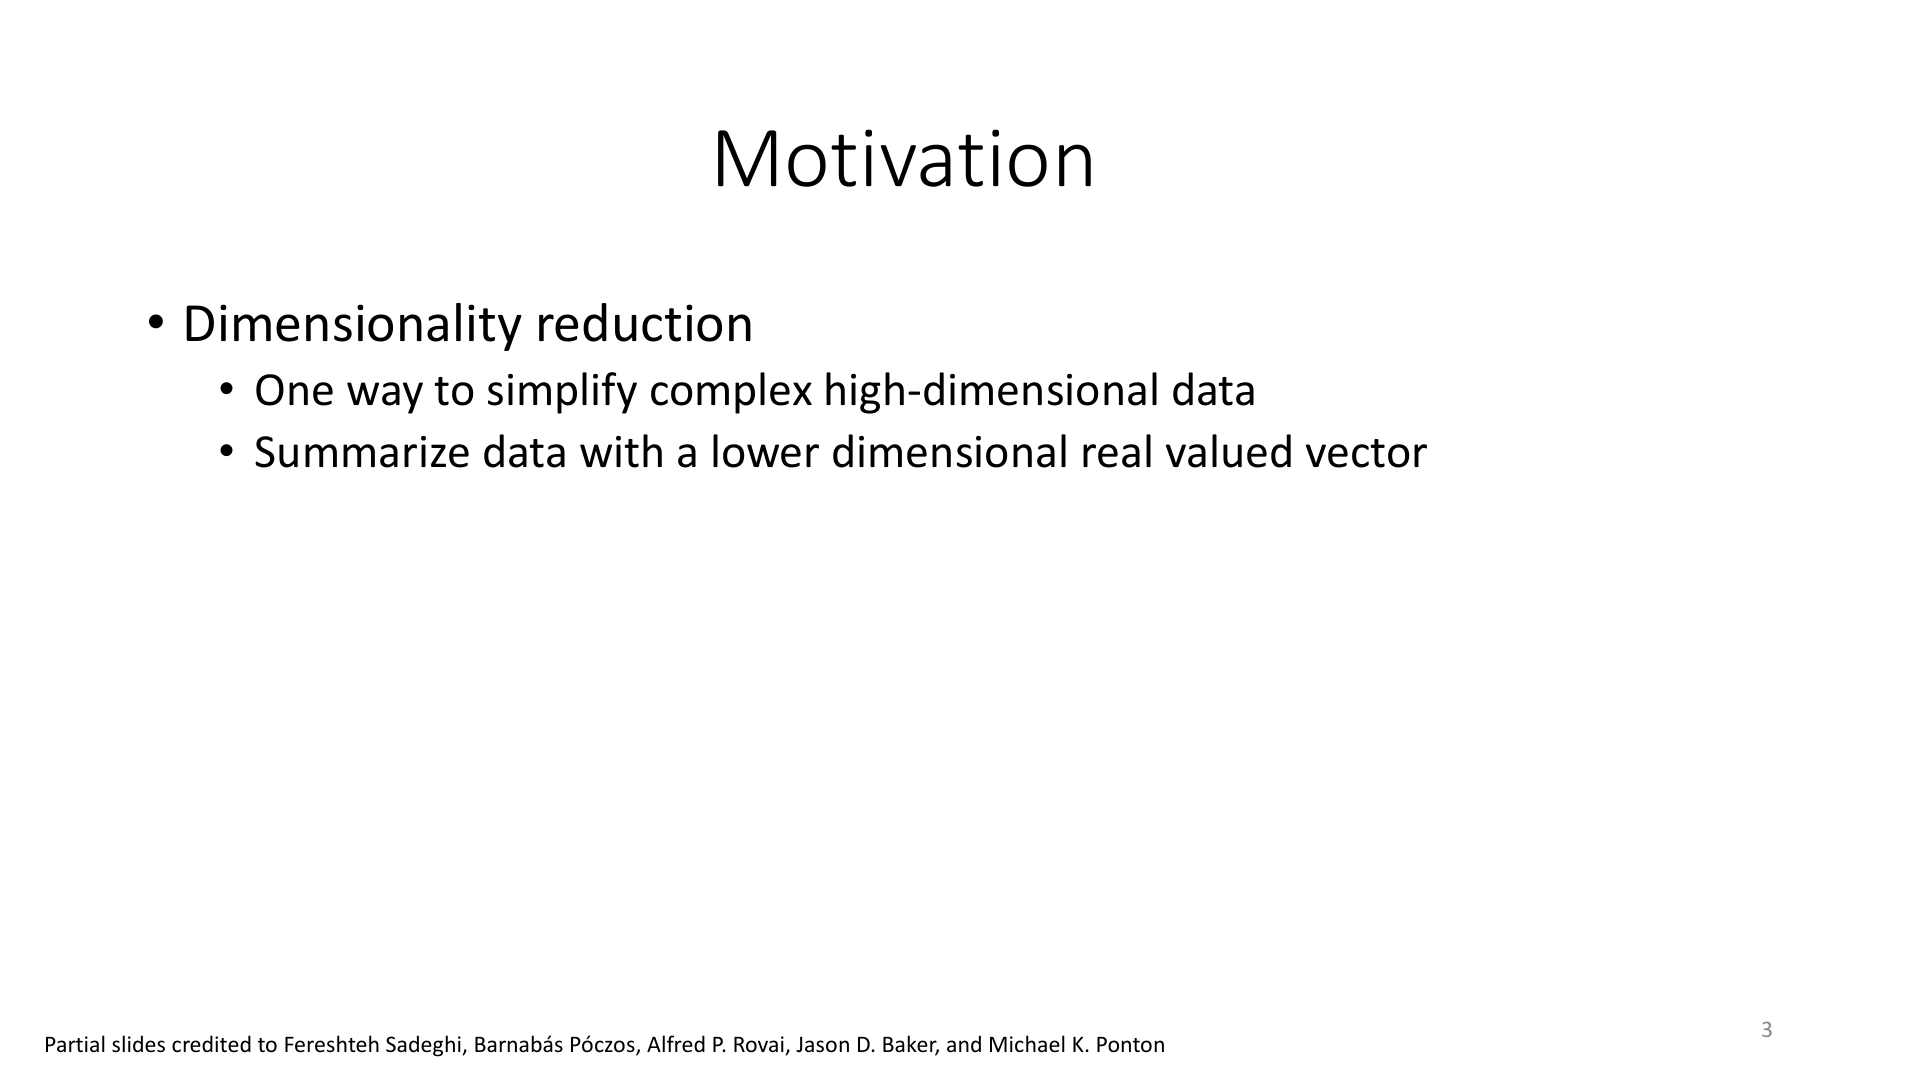 Motivation
• Dimensionality reduction
• One way to simplify complex high-dimensional data
• Summarize data with a lower dimensional real valued vector
Partial slides credited to Fereshteh Sadeghi, Barnabás Póczos, Alfred P. Rovai, Jason D. Baker, and Michael K. Ponton
3